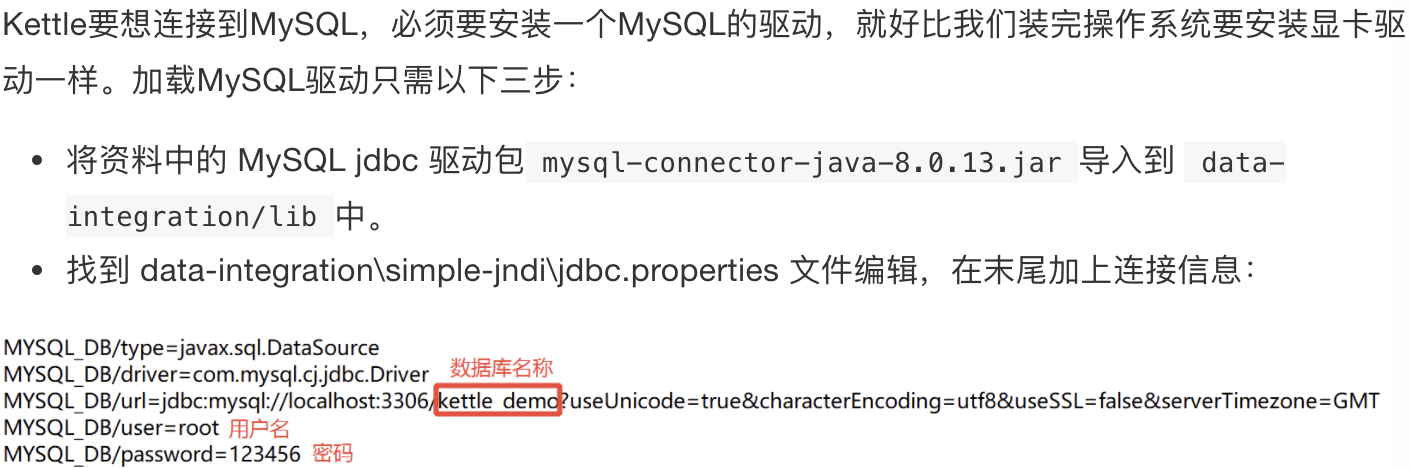 Kettle要想连接到MySQL，必须要安装一个MySQL的驱动，就好比我们装完操作系统要安装显卡驱
动一样。加载MySQL驱动只需以下三步：
• 将资料中的 MySQL jdbc 驱动包 mysql-connector-java-8.0.13.jar 导入到 data-
integration/lib 中。
• 找到 data-integration\simple-jndi\jdbc.properties 文件编辑，在末尾加上连接信息：
MYSQL_DB/type=javax.sql.DataSource
MYSQL_DB/driver=com.mysql.cj.jdbc.Driver 数据库名称
MYSQL_DB/url=jdbc:mysql://localhost:3306/kettle_demo?useUnicode=true&characterEncoding=utf8&useSSL=false&serverTimezone=GMT
MYSQL_DB/user=root 用户名
MYSQL_DB/password=123456 密码